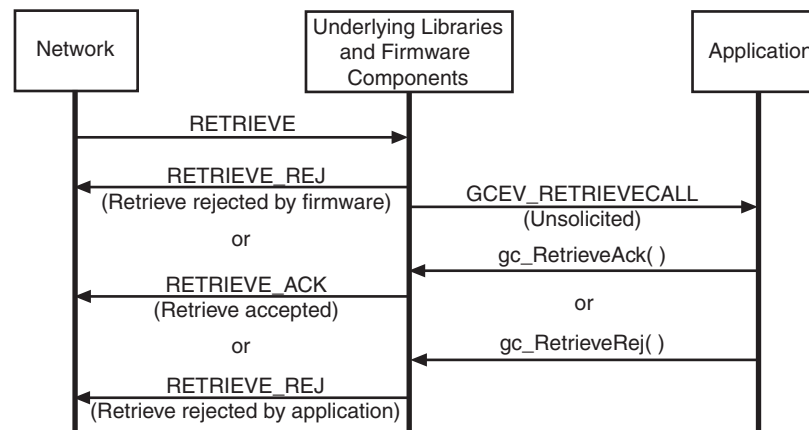 Network
Underlying Libraries
and Firmware
Components
Application
RETRIEVE
RETRIEVE_REJ
(Retrieve rejected by firmware)
GCEV_RETRIEVECALL
(Unsolicited)
or
gc_RetrieveAck( )
RETRIEVE_ACK
(Retrieve accepted)
or
or
gc_RetrieveRej( )
RETRIEVE_REJ
(Retrieve rejected by application)